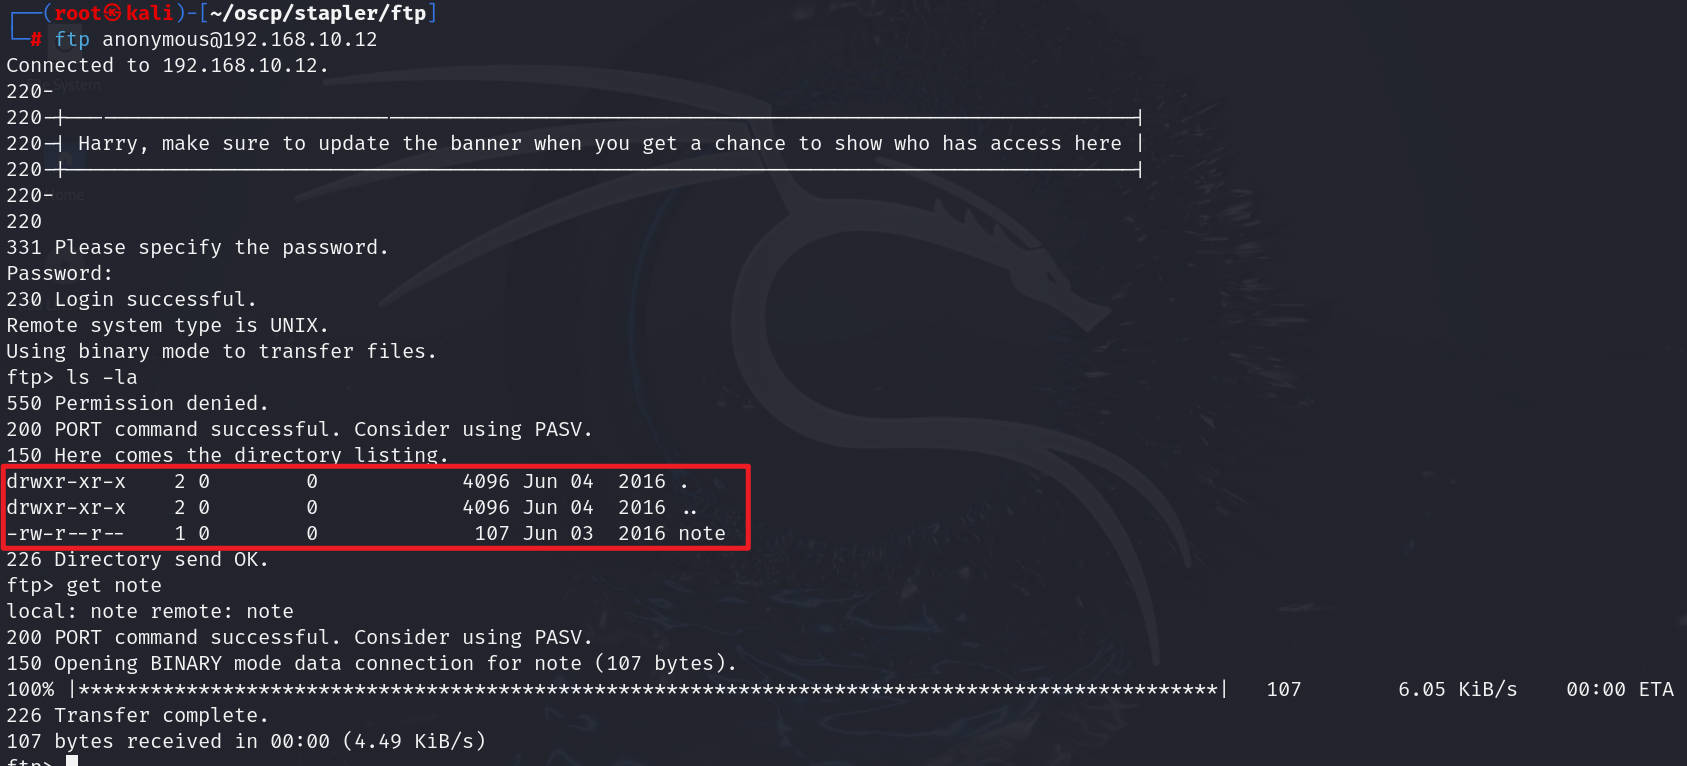 ┌──(root㉿kali)-[~/oscp/stapler/ftp]
└─# ftp anonymous@192.168.10.12
Connected to 192.168.10.12.
220-
220-|----------------------------------------------------------------------------------------|
220-| Harry, make sure to update the banner when you get a chance to show who has access here |
220-|----------------------------------------------------------------------------------------|
220-
220
331 Please specify the password.
Password:
230 Login successful.
Remote system type is UNIX.
Using binary mode to transfer files.
ftp> ls -la
550 Permission denied.
200 PORT command successful. Consider using PASV.
150 Here comes the directory listing.
drwxr-xr-x    2 0        0            4096 Jun 04  2016 .
drwxr-xr-x    2 0        0            4096 Jun 04  2016 ..
-rw-r--r--    1 0        0             107 Jun 03  2016 note
226 Directory send OK.
ftp> get note
local: note remote: note
200 PORT command successful. Consider using PASV.
150 Opening BINARY mode data connection for note (107 bytes).
100% |***********************************************************************************************|   107        6.05 KiB/s    00:00 ETA
226 Transfer complete.
107 bytes received in 00:00 (4.49 KiB/s)
ftp>